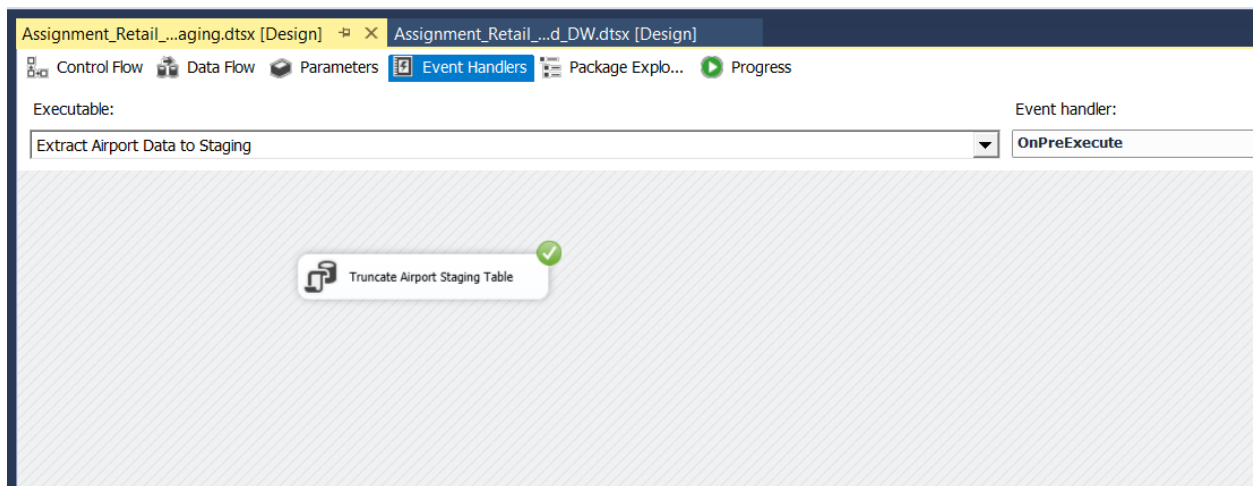 Assignment_Retail_...aging.dtsx [Design] Assignment_Retail_...d_DW.dtsx [Design]
Control Flow Data Flow Parameters Event Handlers Package Explo... Progress
Executable: Event handler:
Extract Airport Data to Staging OnPreExecute
Truncate Airport Staging Table